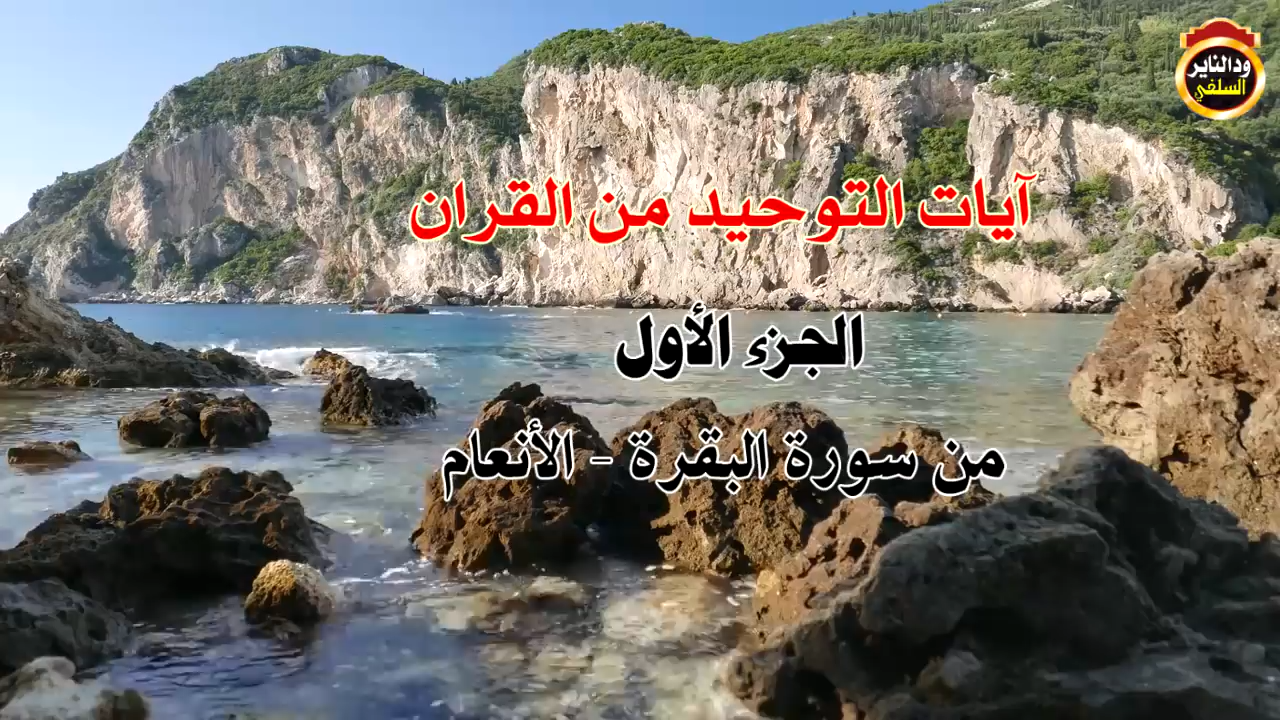 ودالناير
السلفي
آيات التوحيد من القران
الجزء الأول
من سورة البقرة - الأنعام